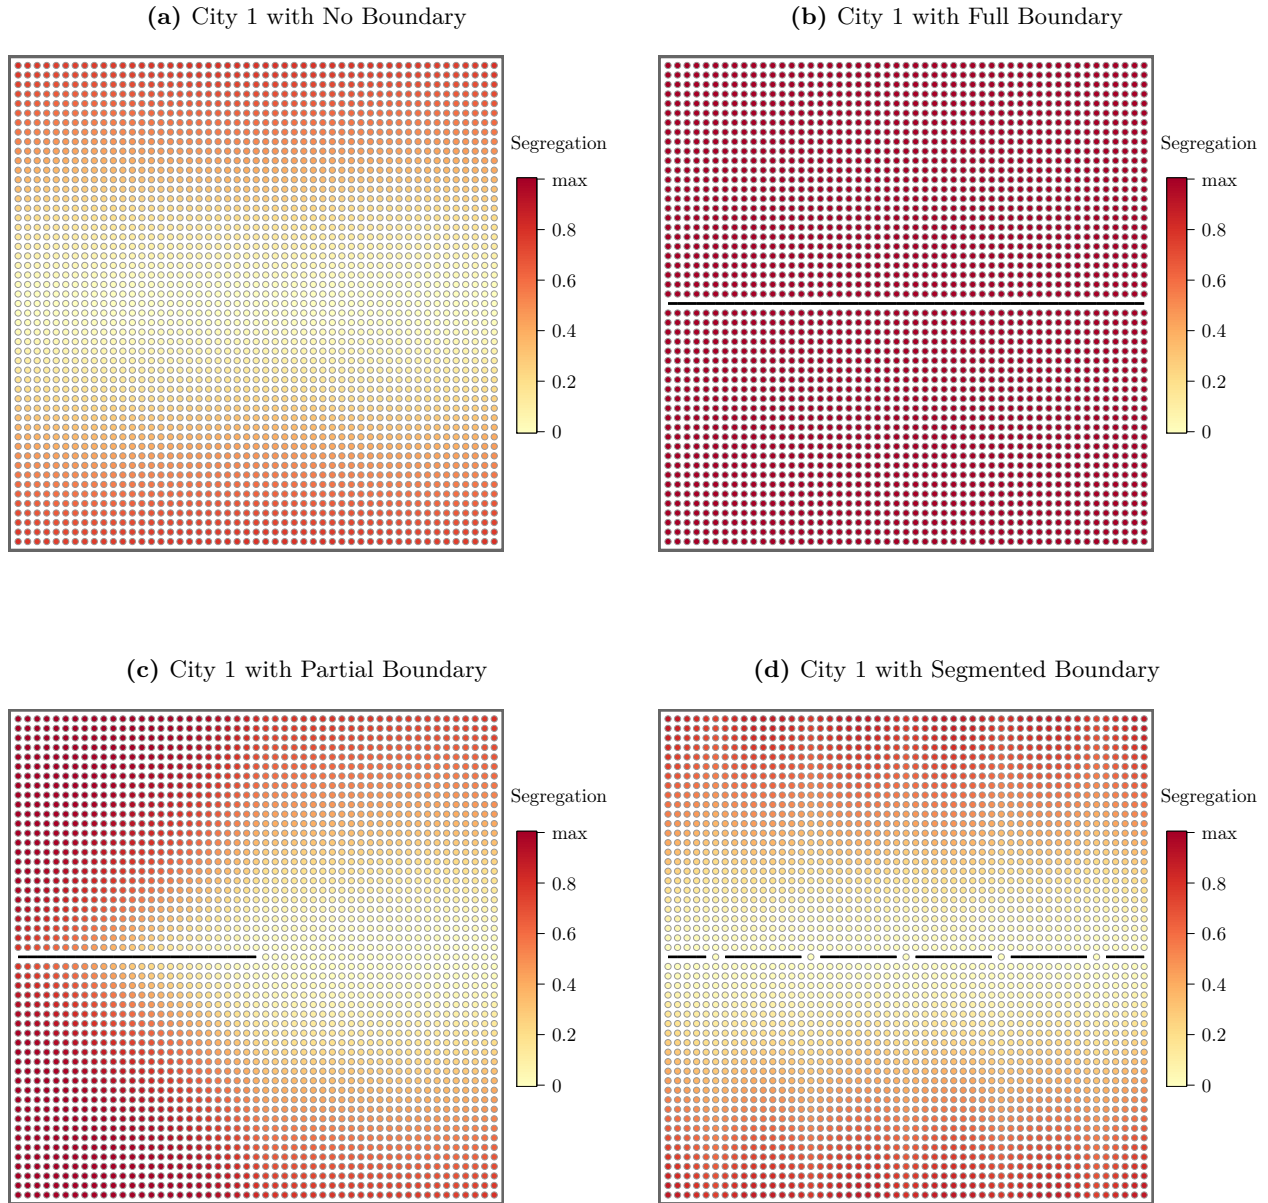 (a) City 1 with No Boundary
(b) City 1 with Full Boundary
Segregation
max
0.8
0.6
0.4
0.2
0
Segregation
max
0.8
0.6
0.4
0.2
0
(c) City 1 with Partial Boundary
(d) City 1 with Segmented Boundary
Segregation
max
0.8
0.6
0.4
0.2
0
Segregation
max
0.8
0.6
0.4
0.2
0